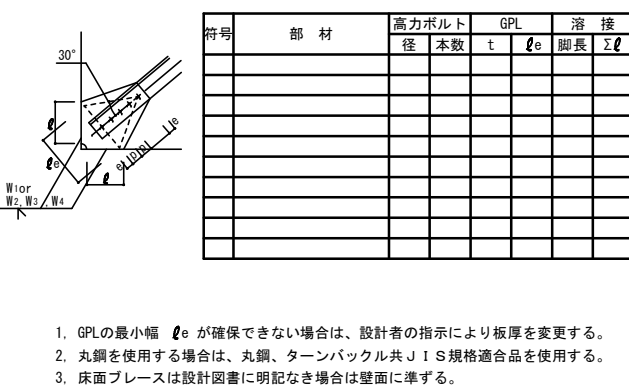 符号 部 材 高力ボルト GPL 溶 接
径 本数 t ℓe 脚長 Σℓ
30°
ℓ
ℓe
e p p e
ℓe
ℓ
W1or
W2, W3 , W4
1, GPLの最小幅 ℓe が確保できない場合は、設計者の指示により板厚を変更する。
2, 丸鋼を使用する場合は、丸鋼、ターンバックル共ＪＩＳ規格適合品を使用する。
3, 床面ブレースは設計図書に明記なき場合は壁面に準ずる。